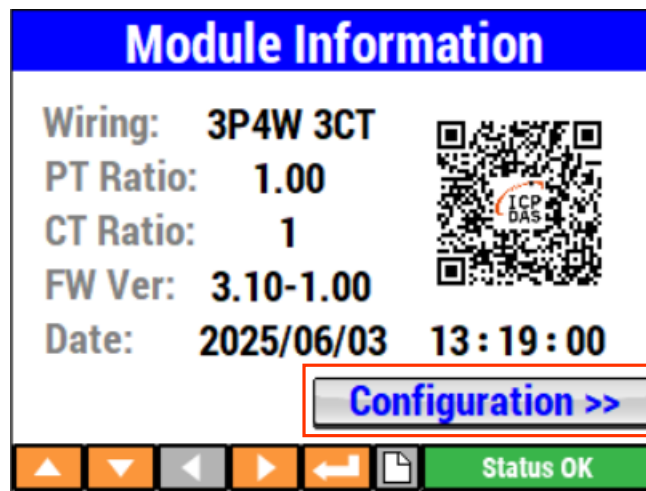 Module Information
Wiring: 3P4W 3CT
PT Ratio: 1.00
CT Ratio: 1
FW Ver: 3.10-1.00
Date: 2025/06/03 13:19:00
ICP
DAS
Configuration >>
Status OK